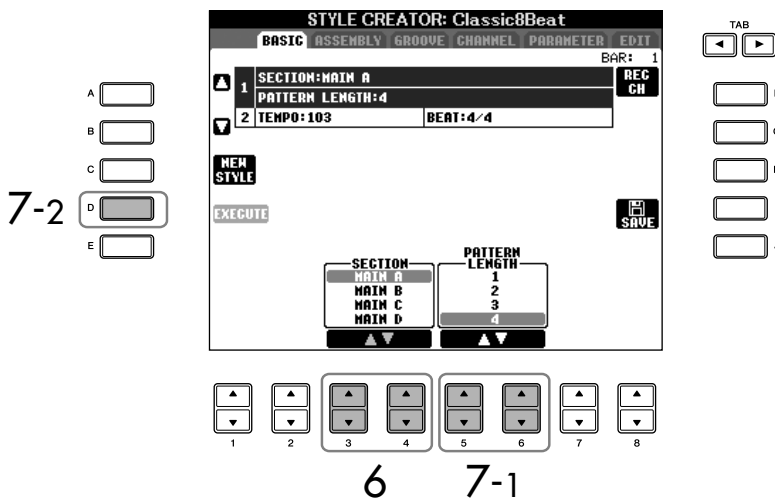 STYLE CREATOR: Classic8Beat
TAB
BASIC ASSEMBLY GROOVE CHANNEL PARAMETER EDIT
BAR: 1
A
1 SECTION:MAIN A
REC CH
PATTERN LENGTH:4
B
2 TEMPO:103 BEAT:4/4
C
NEW STYLE
7-2
D
EXECUTE
SAVE
E
SECTION
PATTERN LENGTH
MAIN A 1
MAIN B 2
MAIN C 3
MAIN D 4
1 2 3 4 5 6 7 8
6 7-1